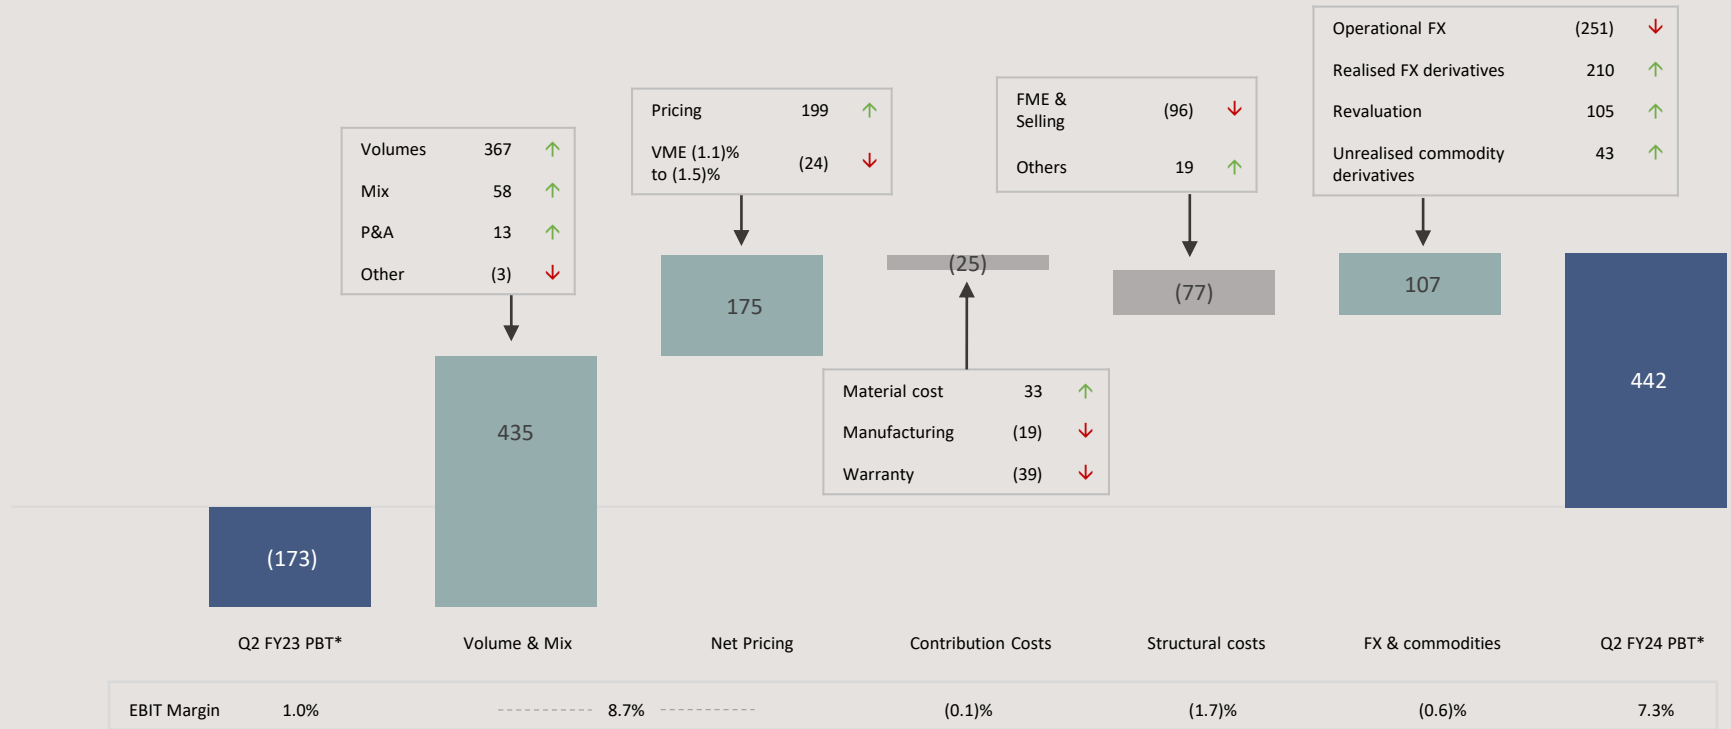 Operational FX (251) ↓
Realised FX derivatives 210 ↑
Revaluation 105 ↑
Unrealised commodity
derivatives 43 ↑
FME &
Selling (96) ↓
Others 19 ↑
Pricing 199 ↑
VME (1.1)%
to (1.5)% (24) ↓
Volumes 367 ↑
Mix 58 ↑
P&A 13 ↑
Other (3) ↓
(173)
435
175
(25)
(77)
107
442
Material cost 33 ↑
Manufacturing (19) ↓
Warranty (39) ↓
Q2 FY23 PBT* Volume & Mix Net Pricing Contribution Costs Structural costs FX & commodities Q2 FY24 PBT*
EBIT Margin 1.0% 8.7% (0.1)% (1.7)% (0.6)% 7.3%